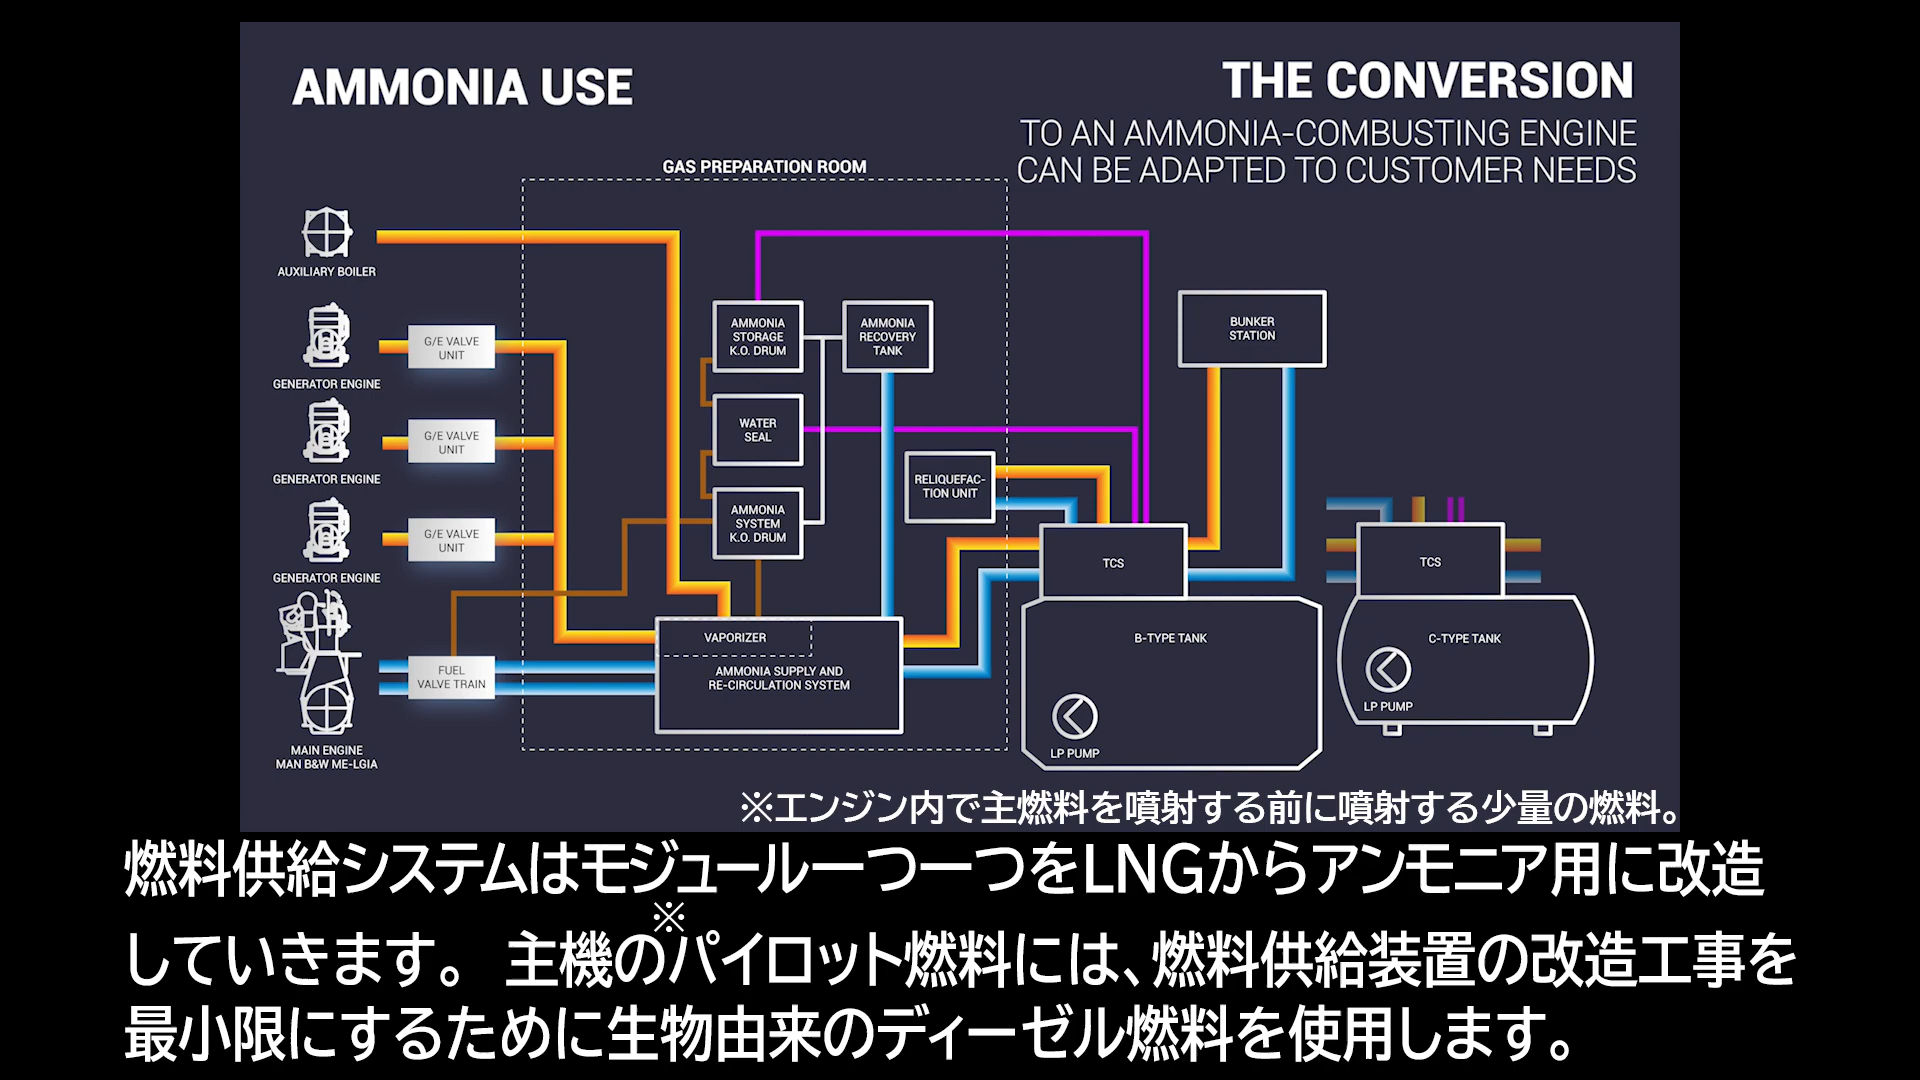 AMMONIA USE
THE CONVERSION
TO AN AMMONIA-COMBUSTING ENGINE
CAN BE ADAPTED TO CUSTOMER NEEDS
GAS PREPARATION ROOM
AUXILIARY BOILER
GENERATOR ENGINE
G/E VALVE
UNIT
GENERATOR ENGINE
G/E VALVE
UNIT
GENERATOR ENGINE
G/E VALVE
UNIT
MAIN ENGINE
MAN B&W ME-LGIA
FUEL
VALVE TRAIN
AMMONIA
STORAGE
K.O. DRUM
AMMONIA
RECOVERY
TANK
WATER
SEAL
AMMONIA
SYSTEM
K.O. DRUM
RELIQUEFAC-
TION UNIT
VAPORIZER
AMMONIA SUPPLY AND
RE-CIRCULATION SYSTEM
BUNKER
STATION
TCS
B-TYPE TANK
LP PUMP
TCS
C-TYPE TANK
LP PUMP
※エンジン内で主燃料を噴射する前に噴射する少量の燃料。
燃料供給システムはモジュール一つ一つをLNGからアンモニア用に改造
※
していきます。 主機のパイロット燃料には、燃料供給装置の改造工事を
最小限にするために生物由来のディーゼル燃料を使用します。